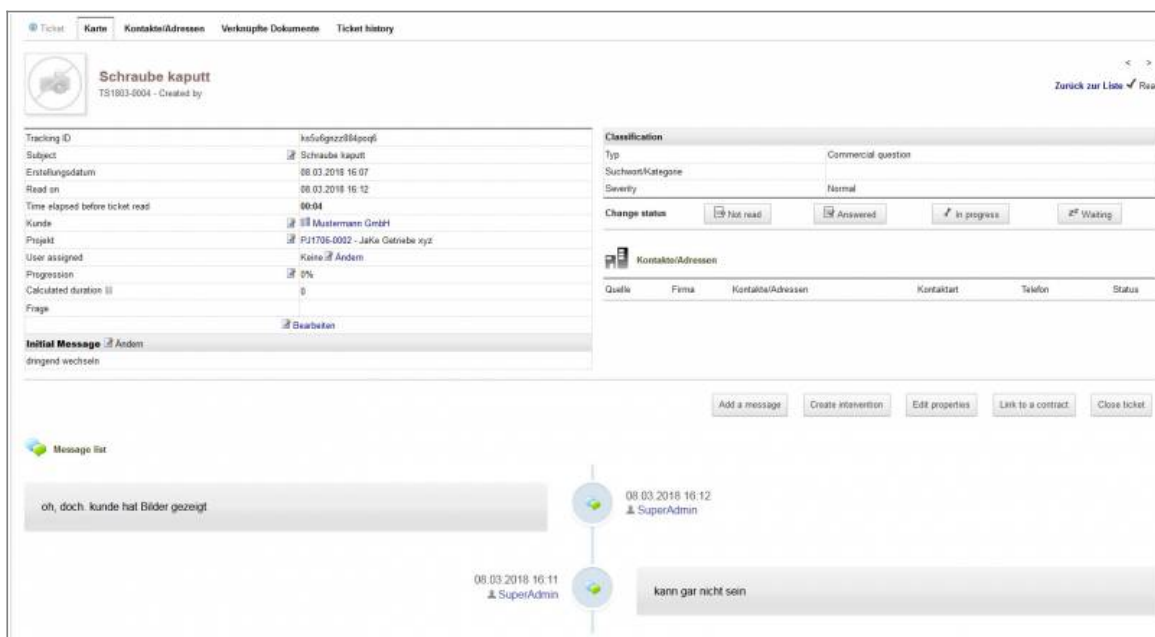 Ticket Karte Kontakte/Adressen Verknüpfte Dokumente Ticket history
< >
Schraube kaputt
Zurück zur Liste ✓ Rea
TS1803-0004 - Created by
Tracking ID
Subject Schraube kaputt
Erstellungsdatum 08.03.2018 16:07
Read on 08.03.2018 16:12
Time elapsed before ticket read 00:04
Kunde Mustermann GmbH
Projekt PJ1706-0002 - JaKe Getriebe xyz
User assigned Keine Ändern
Progression 0%
Calculated duration 0
Frage
Bearbeiten
Initial Message Ändern
dringend wechseln
Classification
Typ Commercial question
Suchwort/Kategorie
Severity Normal
Change status Not read Answered In progress Waiting
Kontakte/Adressen
Quelle Firma Kontakte/Adressen Kontaktart Telefon Status
Add a message Create intervention Edit properties Link to a contract Close ticket
Message list
oh, doch. kunde hat Bilder gezeigt
08.03.2018 16:12
SuperAdmin
08.03.2018 16:11
SuperAdmin
kann gar nicht sein